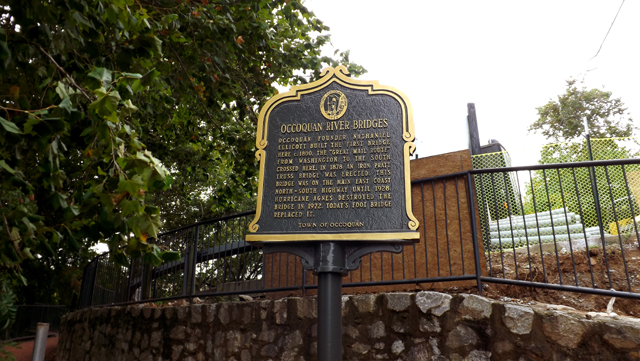 OCCOQUAN RIVER BRIDGES
OCCOQUAN FOUNDER NATHANIEL
ELLICOTT BUILT THE FIRST BRIDGE
HERE C. 1800. THE "GREAT MAIL ROUTE"
FROM WASHINGTON TO THE SOUTH
CROSSED HERE. IN 1878 AN IRON PRATT
TRUSS BRIDGE WAS ERECTED. THIS
BRIDGE WAS ON THE MAIN EAST COAST
NORTH-SOUTH HIGHWAY UNTIL 1928.
HURRICANE AGNES DESTROYED THE
BRIDGE IN 1972. TODAY'S FOOT BRIDGE
REPLACED IT.
TOWN OF OCCOQUAN